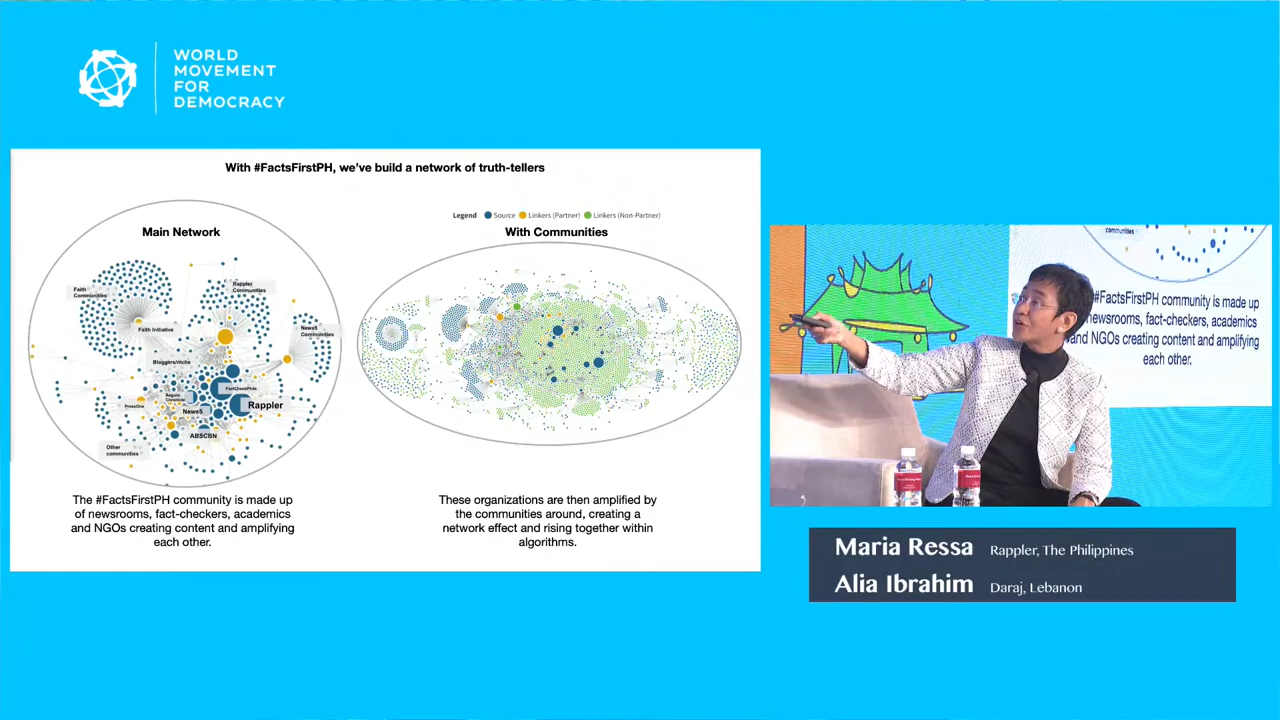 WORLD
MOVEMENT
FOR
DEMOCRACY
With #FactsFirstPH, we've build a network of truth-tellers
Legend Source Linkers (Partner) Linkers (Non-Partner)
Main Network
With Communities
Faith
Communities
Rappler
Communities
News5
Communities
Faith Initiative
Bloggers/Niche
FactCheckPhils
Baguio
Chronicle
PressOne
News5
Rappler
ABSCBN
Other
communities
The #FactsFirstPH community is made up
of newsrooms, fact-checkers, academics
and NGOs creating content and amplifying
each other.
These organizations are then amplified by
the communities around, creating a
network effect and rising together within
algorithms.
communities
#FactsFirstPH community is made up
newsrooms, fact-checkers, academics
and NGOs creating content and amplifying
each other.
Maria Ressa Rappler, The Philippines
Alia Ibrahim Daraj, Lebanon